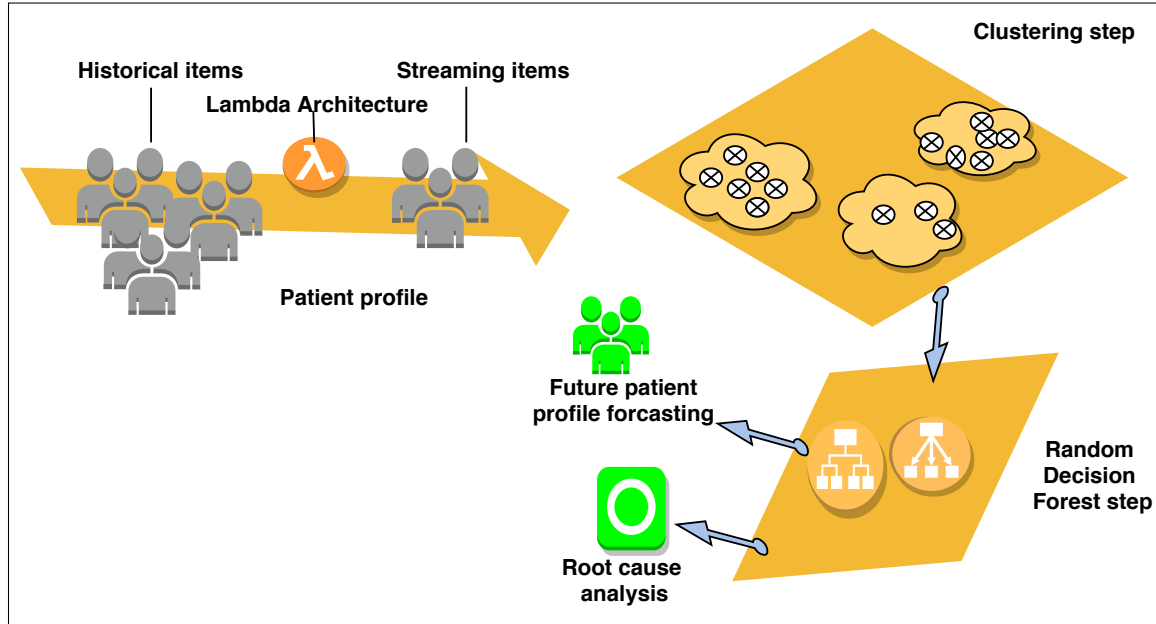 Clustering step
Historical items
Streaming items
Lambda Architecture
λ
Patient profile
Future patient
profile forcasting
Random
Decision
Forest step
Root cause
analysis